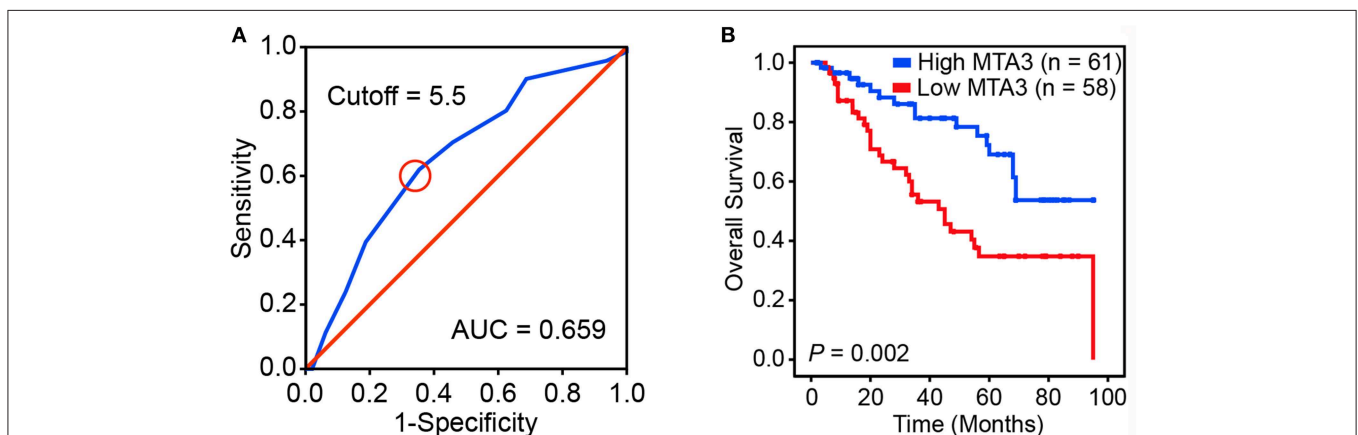 A
1.0
0.8
0.6
0.4
0.2
0.0
Sensitivity
Cutoff = 5.5
AUC = 0.659
0.0 0.2 0.4 0.6 0.8 1.0
1-Specificity
B
1.0
0.8
0.6
0.4
0.2
0.0
Overall Survival
High MTA3 (n = 61)
Low MTA3 (n = 58)
P = 0.002
0 20 40 60 80 100
Time (Months)